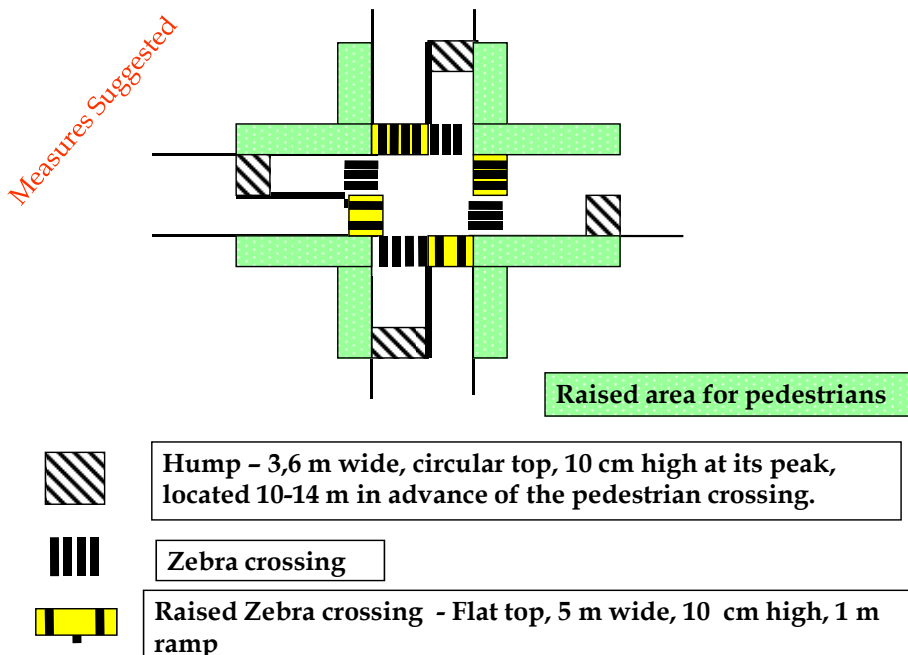 Measures Suggested
Raised area for pedestrians
Hump – 3,6 m wide, circular top, 10 cm high at its peak,
located 10-14 m in advance of the pedestrian crossing.
Zebra crossing
Raised Zebra crossing - Flat top, 5 m wide, 10 cm high, 1 m
ramp